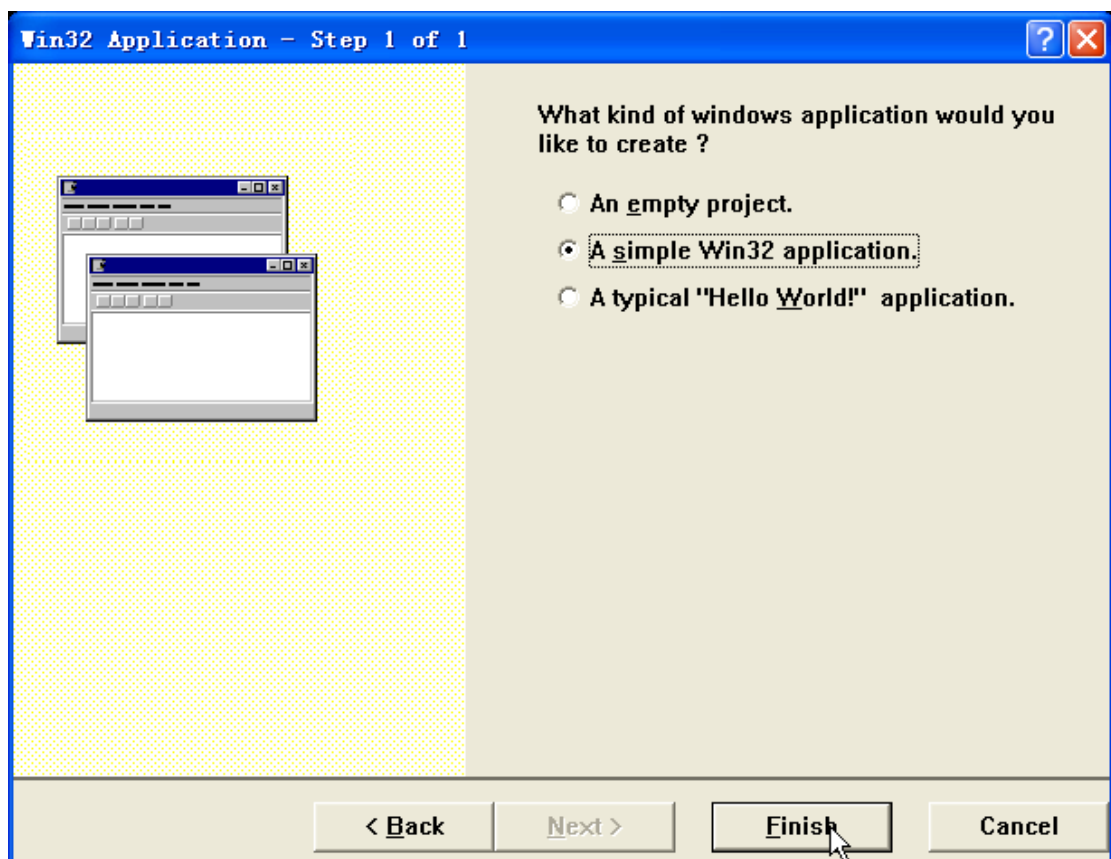 Win32 Application - Step 1 of 1
What kind of windows application would you
like to create ?
An empty project.
A simple Win32 application.
A typical "Hello World!" application.
< Back
Next >
Finish
Cancel